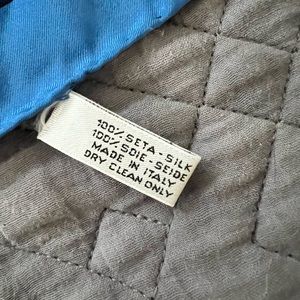 100% SETA - SILK
100% SOIE - SEIDE
MADE IN ITALY
DRY CLEAN ONLY